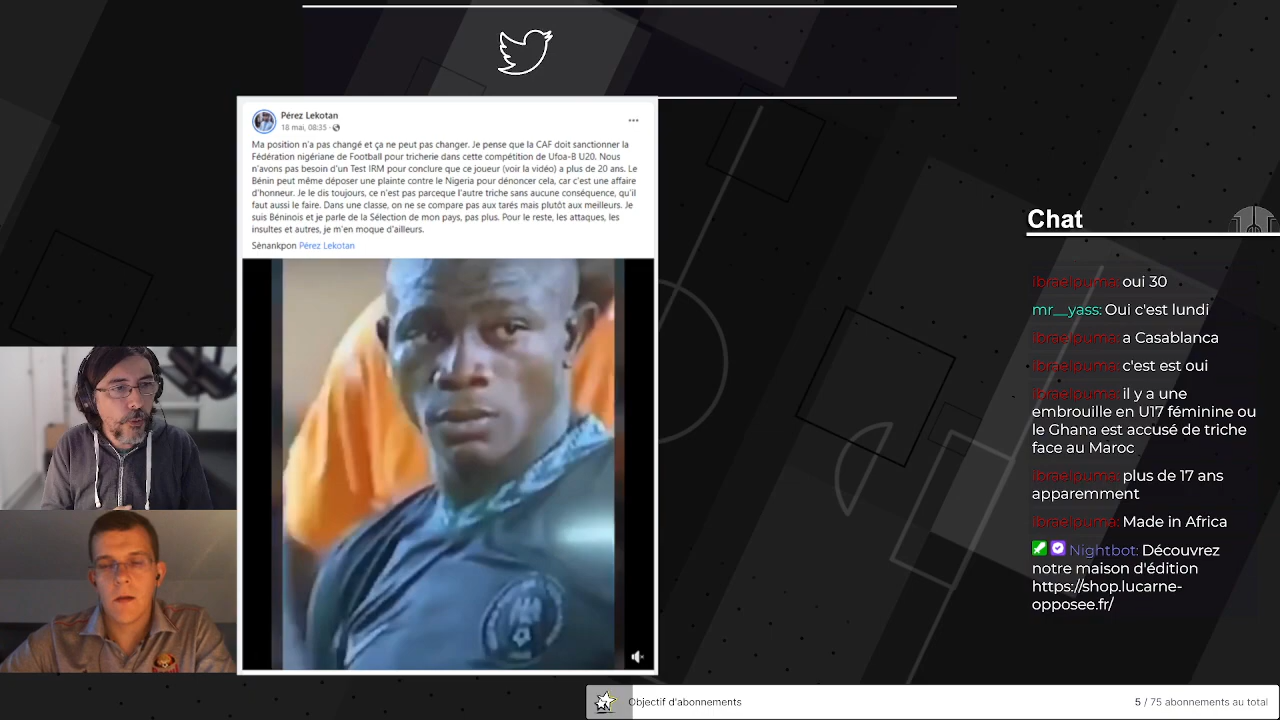 Pérez Lekotan
18 mai, 08:35 ·
Ma position n'a pas changé et ça ne peut pas changer. Je pense que la CAF doit sanctionner la
Fédération nigériane de Football pour tricherie dans cette compétition de Ufoa-B U20. Nous
n'avons pas besoin d'un Test IRM pour conclure que ce joueur (voir la vidéo) a plus de 20 ans. Le
Bénin peut même déposer une plainte contre le Nigeria pour dénoncer cela, car c'est une affaire
d'honneur. Je le dis toujours, ce n'est pas parceque l'autre triche sans aucune conséquence, qu'il
faut aussi le faire. Dans une classe, on ne se compare pas aux tarés mais plutôt aux meilleurs. Je
suis Béninois et je parle de la Sélection de mon pays, pas plus. Pour le reste, les attaques, les
insultes et autres, je m'en moque d'ailleurs.
Sènankpon Pérez Lekotan
Chat
ibraelpuma: oui 30
mr__yass: Oui c'est lundi
ibraelpuma: a Casablanca
ibraelpuma: c'est est oui
ibraelpuma: il y a une
embrouille en U17 féminine ou
le Ghana est accusé de triche
face au Maroc
ibraelpuma: plus de 17 ans
apparemment
ibraelpuma: Made in Africa
Nightbot: Découvrez
notre maison d'édition
https://shop.lucarne-
opposee.fr/
Objectif d'abonnements
5 / 75 abonnements au total